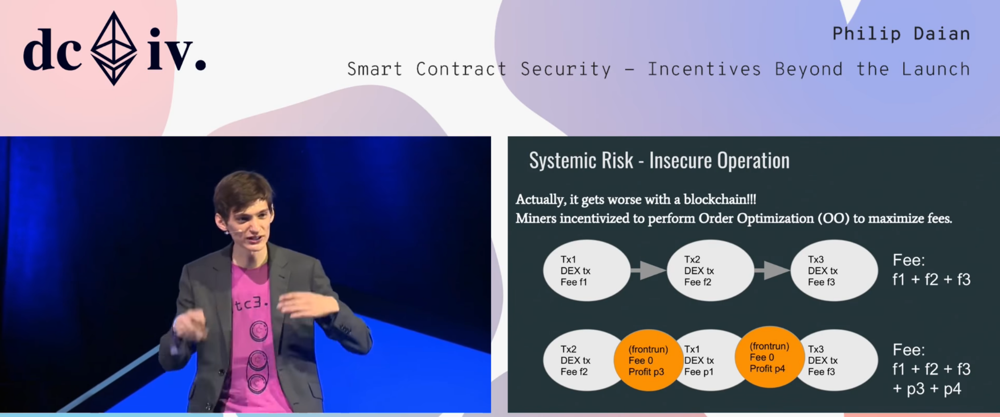 dc iv.
Philip Daian
Smart Contract Security – Incentives Beyond the Launch
tc3.
Systemic Risk - Insecure Operation
Actually, it gets worse with a blockchain!!!
Miners incentivized to perform Order Optimization (OO) to maximize fees.
Tx1
DEX tx
Fee f1
Tx2
DEX tx
Fee f2
Tx3
DEX tx
Fee f3
Fee:
f1 + f2 + f3
Tx2
DEX tx
Fee f2
(frontrun)
Fee 0
Profit p3
Tx1
DEX tx
Fee p1
(frontrun)
Fee 0
Profit p4
Tx3
DEX tx
Fee f3
Fee:
f1 + f2 + f3
+ p3 + p4